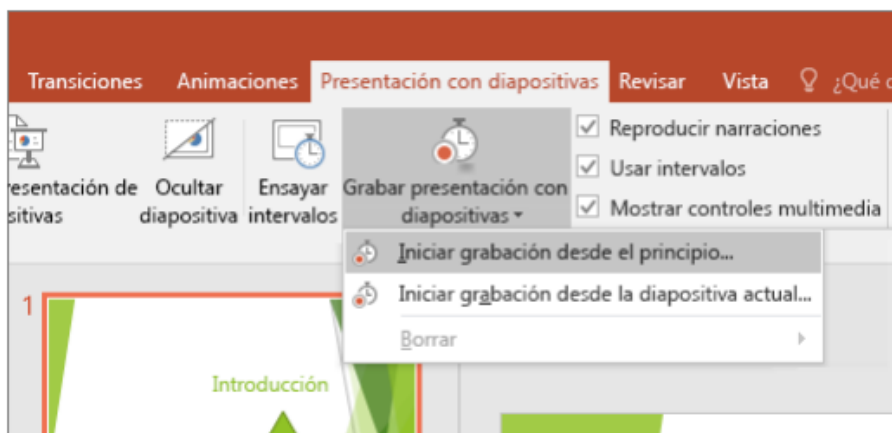 Transiciones Animaciones Presentación con diapositivas Revisar Vista ¿Qué
Reproducir narraciones
Usar intervalos
Mostrar controles multimedia
presentación de
Ocultar
diapositiva
Ensayar
intervalos
Grabar presentación con
diapositivas
Iniciar grabación desde el principio...
Iniciar grabación desde la diapositiva actual...
Borrar
1
Introducción